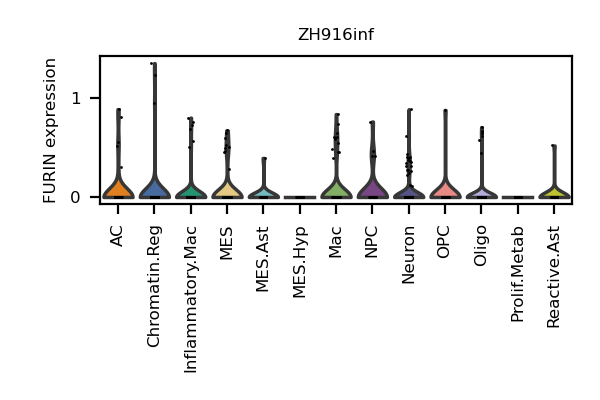 ZH916inf
FURIN expression
1
0
AC
Chromatin.Reg
Inflammatory.Mac
MES
MES.Ast
MES.Hyp
Mac
NPC
Neuron
OPC
Oligo
Prolif.Metab
Reactive.Ast